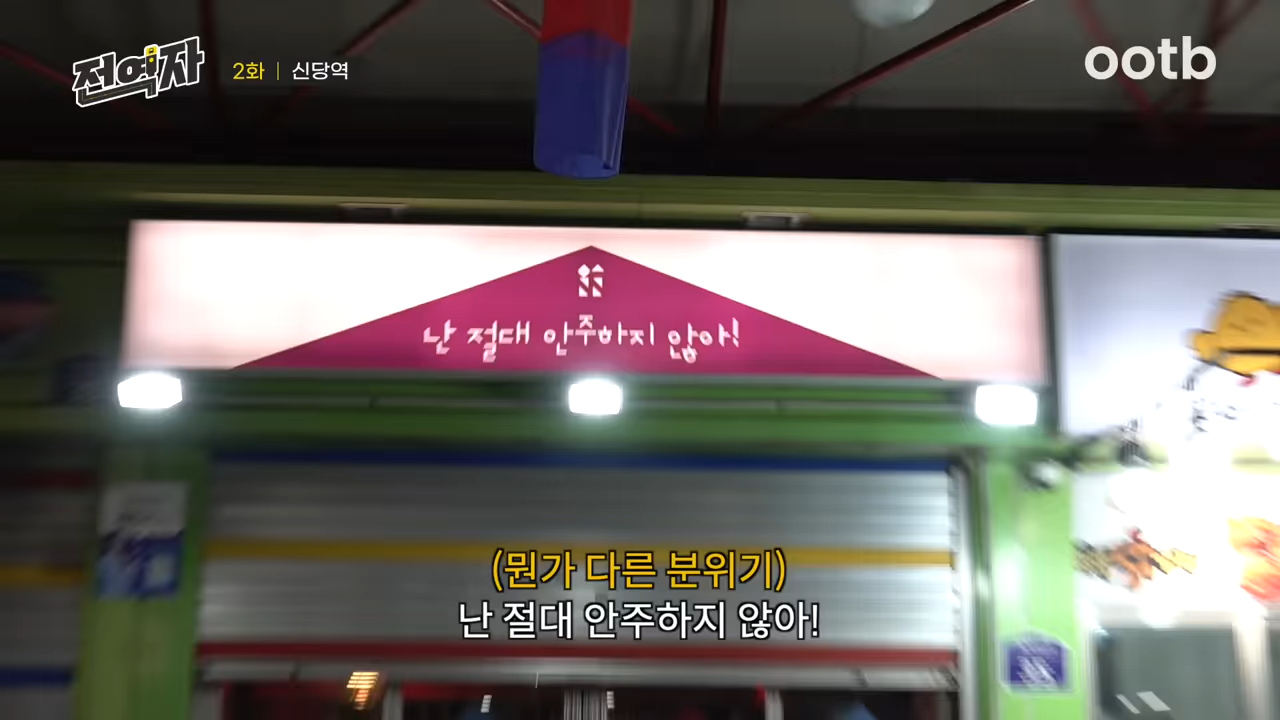 전역자
2화 | 신당역
ootb
난 절대 안주하지 않아!
(뭔가 다른 분위기)
난 절대 안주하지 않아!